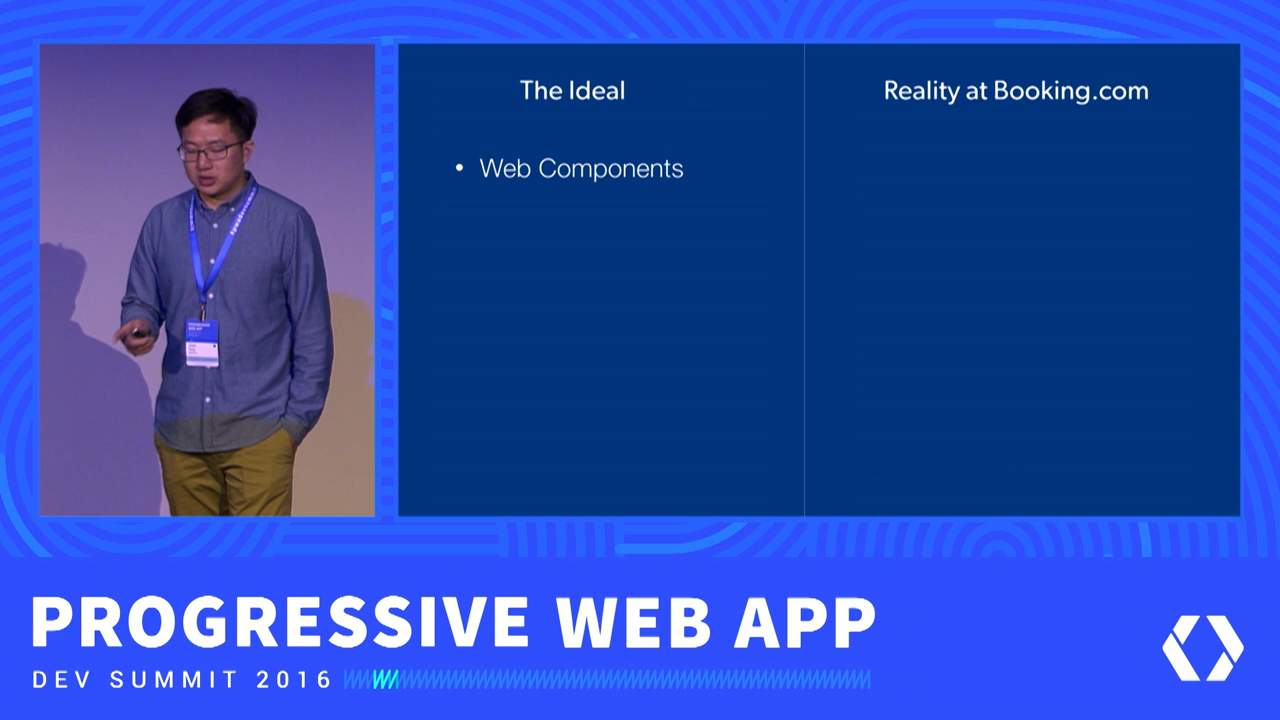 The Ideal
• Web Components
Reality at Booking.com
PROGRESSIVE WEB APP
DEV SUMMIT 2016